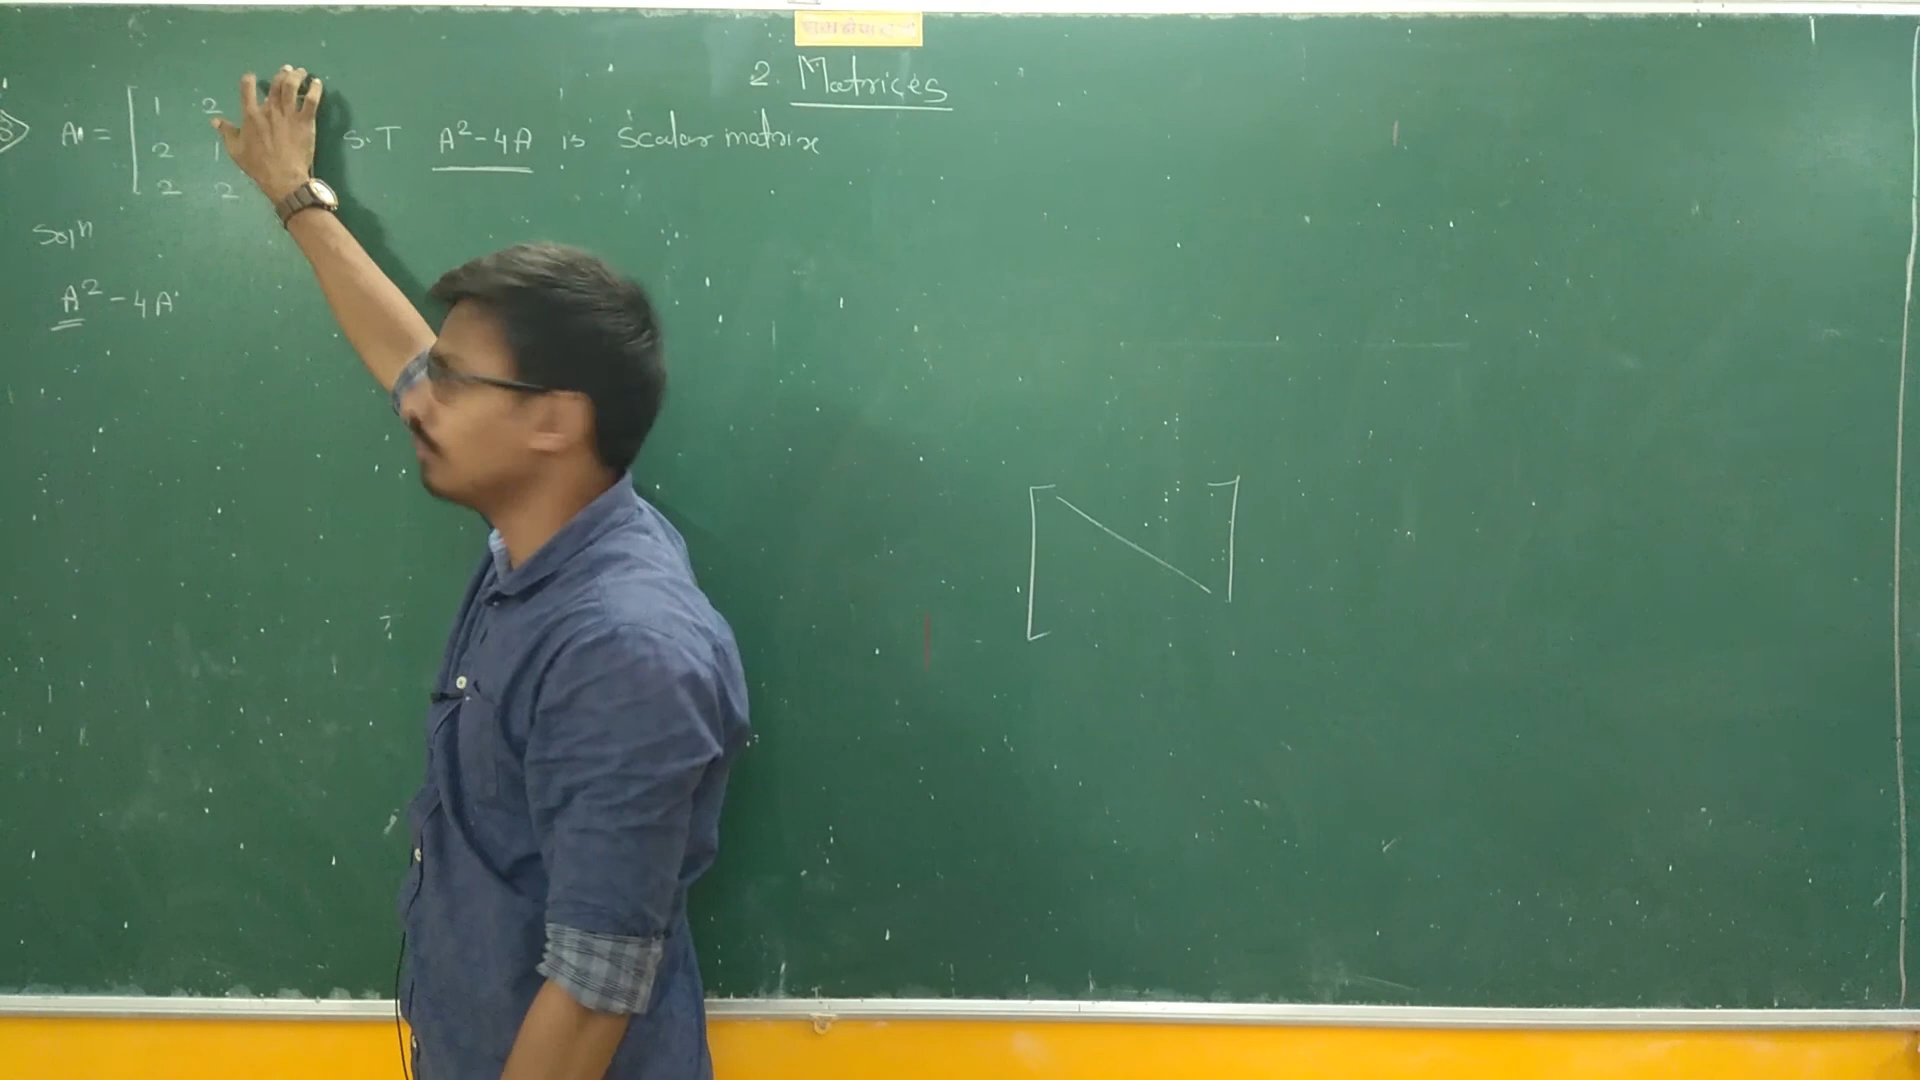 2. Matrices
A = [ 1 2
2 1
2 2
S.T A² - 4A is Scalar matrix
Solⁿ
A² - 4A